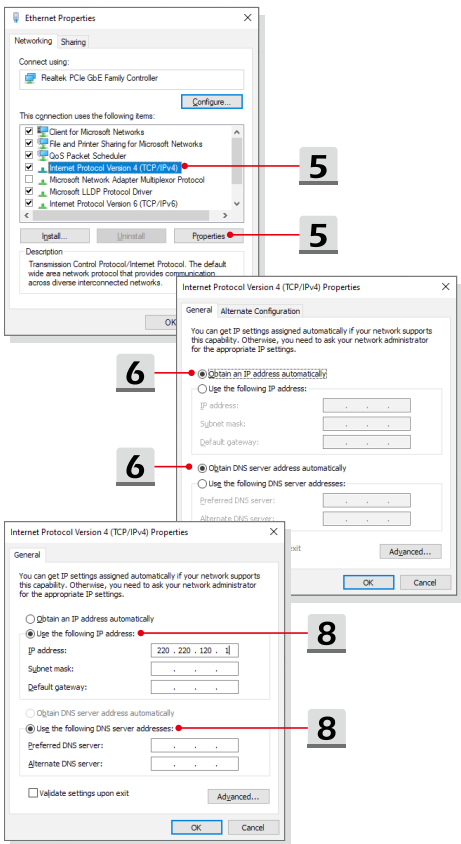 Ethernet Properties
Networking Sharing
Connect using:
Realtek PCIe GbE Family Controller
Configure...
This connection uses the following items:
Client for Microsoft Networks
File and Printer Sharing for Microsoft Networks
QoS Packet Scheduler
Internet Protocol Version 4 (TCP/IPv4)
5
Microsoft Network Adapter Multiplexor Protocol
Microsoft LLDP Protocol Driver
Internet Protocol Version 6 (TCP/IPv6)
Install... Uninstall Properties
5
Description
Transmission Control Protocol/Internet Protocol. The default
wide area network protocol that provides communication
across diverse interconnected networks.
OK
Internet Protocol Version 4 (TCP/IPv4) Properties
General Alternate Configuration
You can get IP settings assigned automatically if your network supports
this capability. Otherwise, you need to ask your network administrator
for the appropriate IP settings.
6
Obtain an IP address automatically
Use the following IP address:
IP address: . . .
Subnet mask: . . .
Default gateway: . . .
6
Obtain DNS server address automatically
Use the following DNS server addresses:
Preferred DNS server: . . .
Alternate DNS server: . . .
exit
Advanced...
OK Cancel
Internet Protocol Version 4 (TCP/IPv4) Properties
General
You can get IP settings assigned automatically if your network supports
this capability. Otherwise, you need to ask your network administrator
for the appropriate IP settings.
Obtain an IP address automatically
Use the following IP address:
8
IP address: 220 . 220 . 120 . 1
Subnet mask: . . .
Default gateway: . . .
Obtain DNS server address automatically
Use the following DNS server addresses:
8
Preferred DNS server: . . .
Alternate DNS server: . . .
Validate settings upon exit
Advanced...
OK Cancel